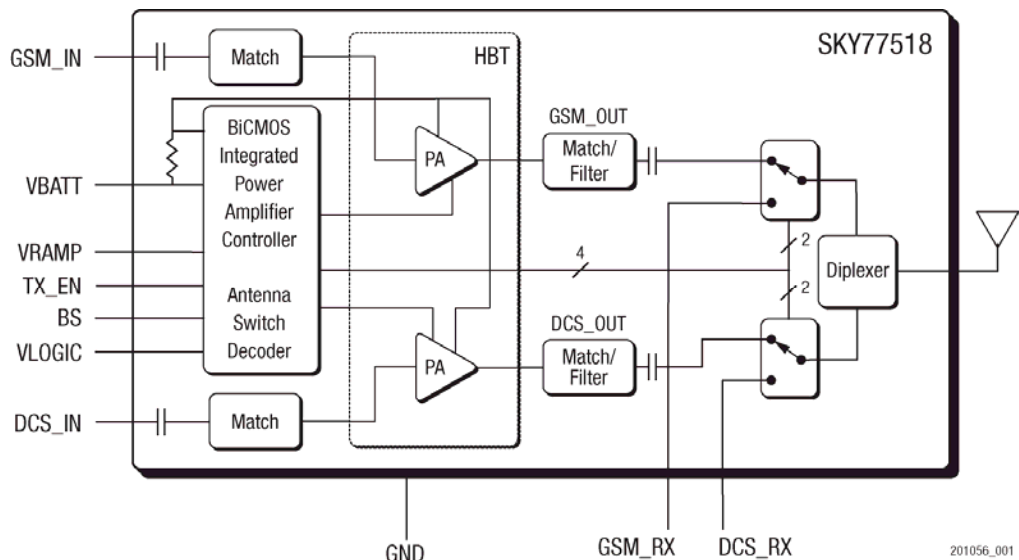 SKY77518
GSM_IN
Match
HBT
GSM_OUT
Match/
Filter
PA
BiCMOS
Integrated
Power
Amplifier
Controller
Antenna
Switch
Decoder
VBATT
VRAMP
TX_EN
BS
VLOGIC
4
2
2
Diplexer
DCS_OUT
Match/
Filter
PA
DCS_IN
Match
GND
GSM_RX
DCS_RX
201056_001